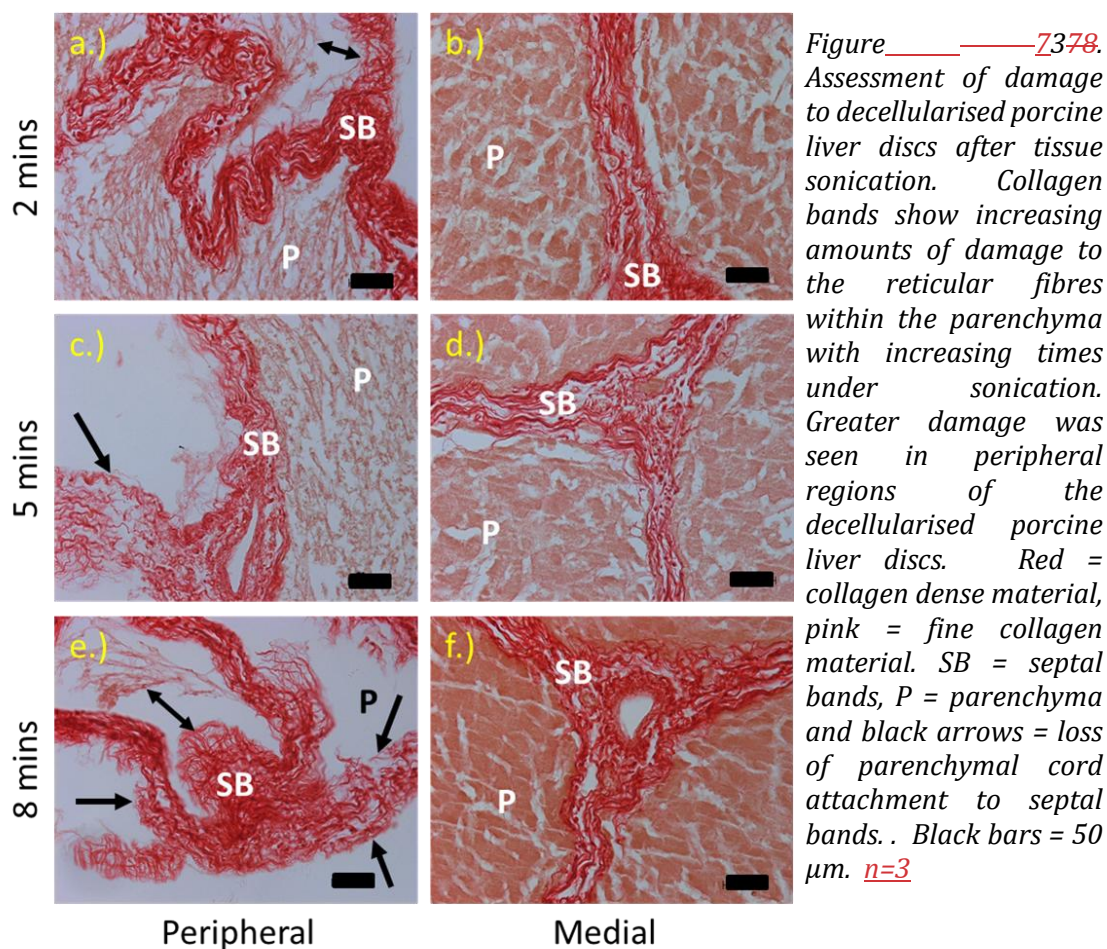 2 mins
a.)
SB
P
b.)
P
SB
5 mins
c.)
P
SB
d.)
SB
P
8 mins
e.)
P
SB
f.)
SB
P
Peripheral
Medial
Figure 7378.
Assessment of damage
to decellularised porcine
liver discs after tissue
sonication. Collagen
bands show increasing
amounts of damage to
the reticular fibres
within the parenchyma
with increasing times
under sonication.
Greater damage was
seen in peripheral
regions of the
decellularised porcine
liver discs. Red =
collagen dense material,
pink = fine collagen
material. SB = septal
bands, P = parenchyma
and black arrows = loss
of parenchymal cord
attachment to septal
bands. . Black bars = 50
μm. n=3